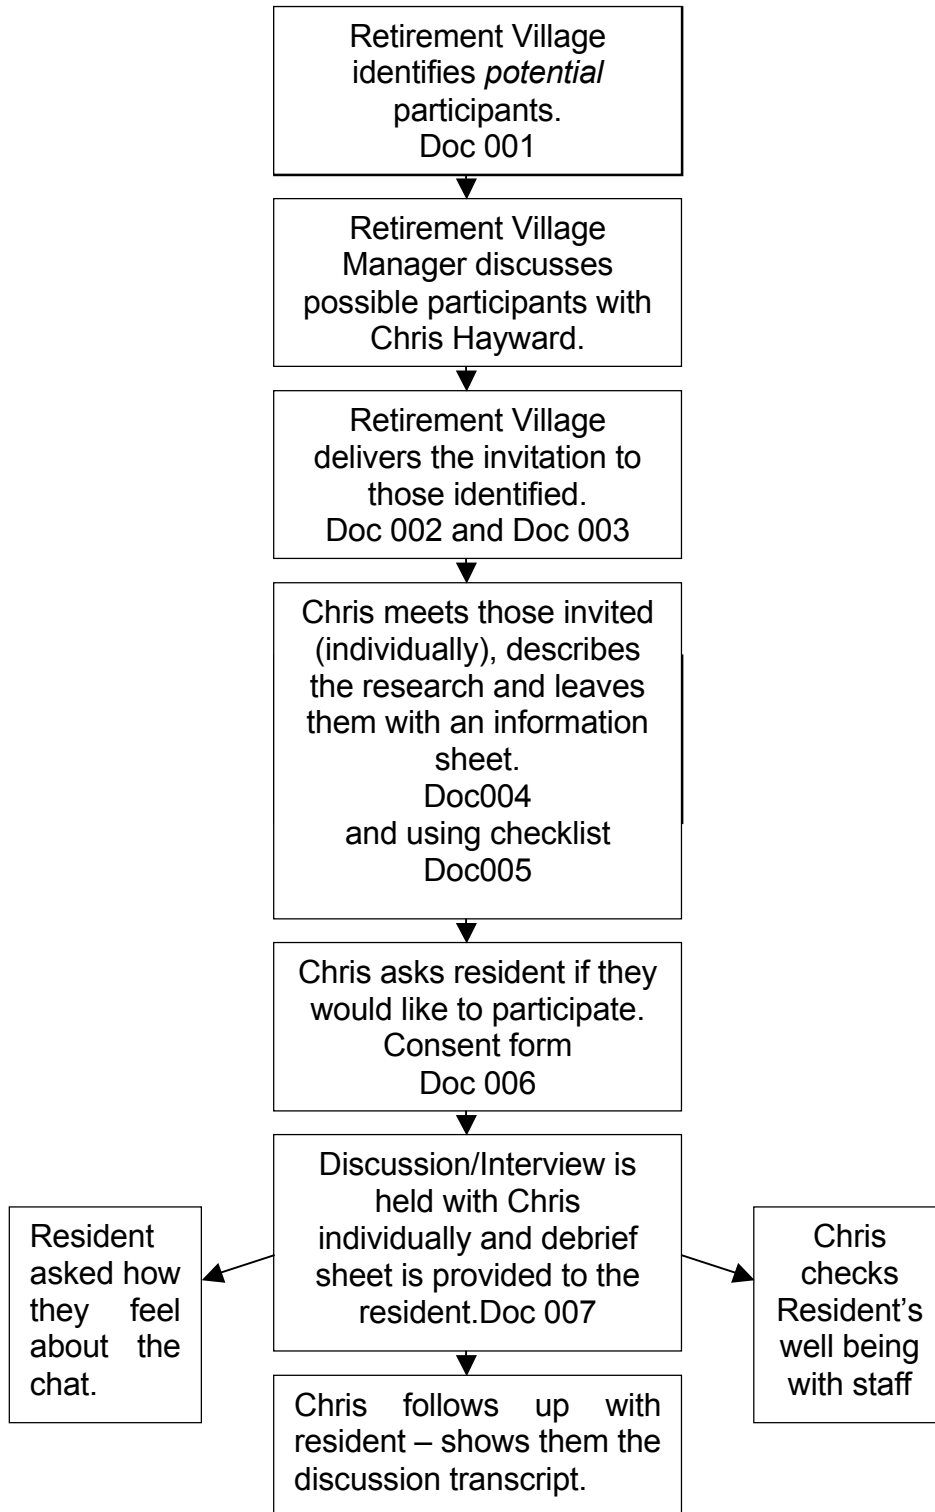 Retirement Village
identifies potential
participants.
Doc 001
Retirement Village
Manager discusses
possible participants with
Chris Hayward.
Retirement Village
delivers the invitation to
those identified.
Doc 002 and Doc 003
Chris meets those invited
(individually), describes
the research and leaves
them with an information
sheet.
Doc004
and using checklist
Doc005
Chris asks resident if they
would like to participate.
Consent form
Doc 006
Discussion/Interview is
held with Chris
individually and debrief
sheet is provided to the
resident.Doc 007
Resident
asked how
they feel
about the
chat.
Chris
checks
Resident’s
well being
with staff
Chris follows up with
resident – shows them the
discussion transcript.